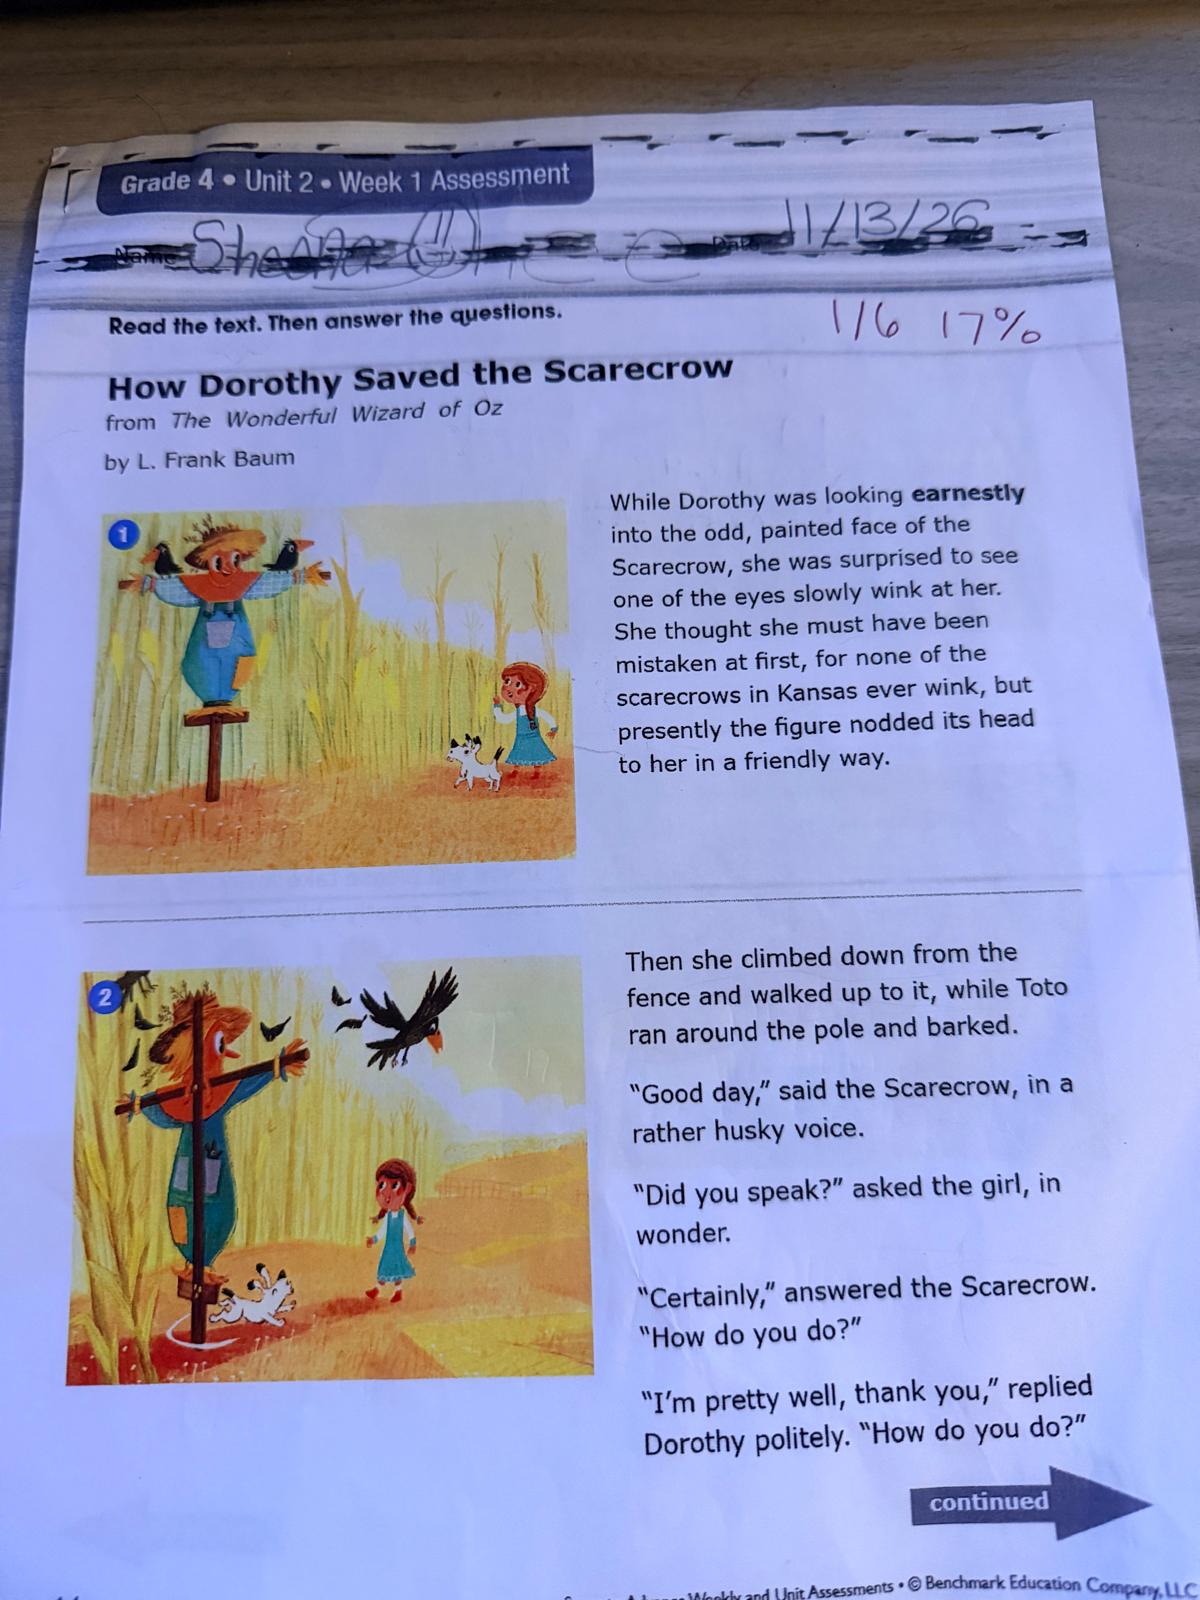 Grade 4 • Unit 2 • Week 1 Assessment
Name
Date 11/13/26
Read the text. Then answer the questions.
1/6 17%
How Dorothy Saved the Scarecrow
from The Wonderful Wizard of Oz
by L. Frank Baum
1
While Dorothy was looking earnestly
into the odd, painted face of the
Scarecrow, she was surprised to see
one of the eyes slowly wink at her.
She thought she must have been
mistaken at first, for none of the
scarecrows in Kansas ever wink, but
presently the figure nodded its head
to her in a friendly way.
2
Then she climbed down from the
fence and walked up to it, while Toto
ran around the pole and barked.
“Good day,” said the Scarecrow, in a
rather husky voice.
“Did you speak?” asked the girl, in
wonder.
“Certainly,” answered the Scarecrow.
“How do you do?”
“I’m pretty well, thank you,” replied
Dorothy politely. “How do you do?”
continued
Weekly and Unit Assessments • © Benchmark Education Company, LLC